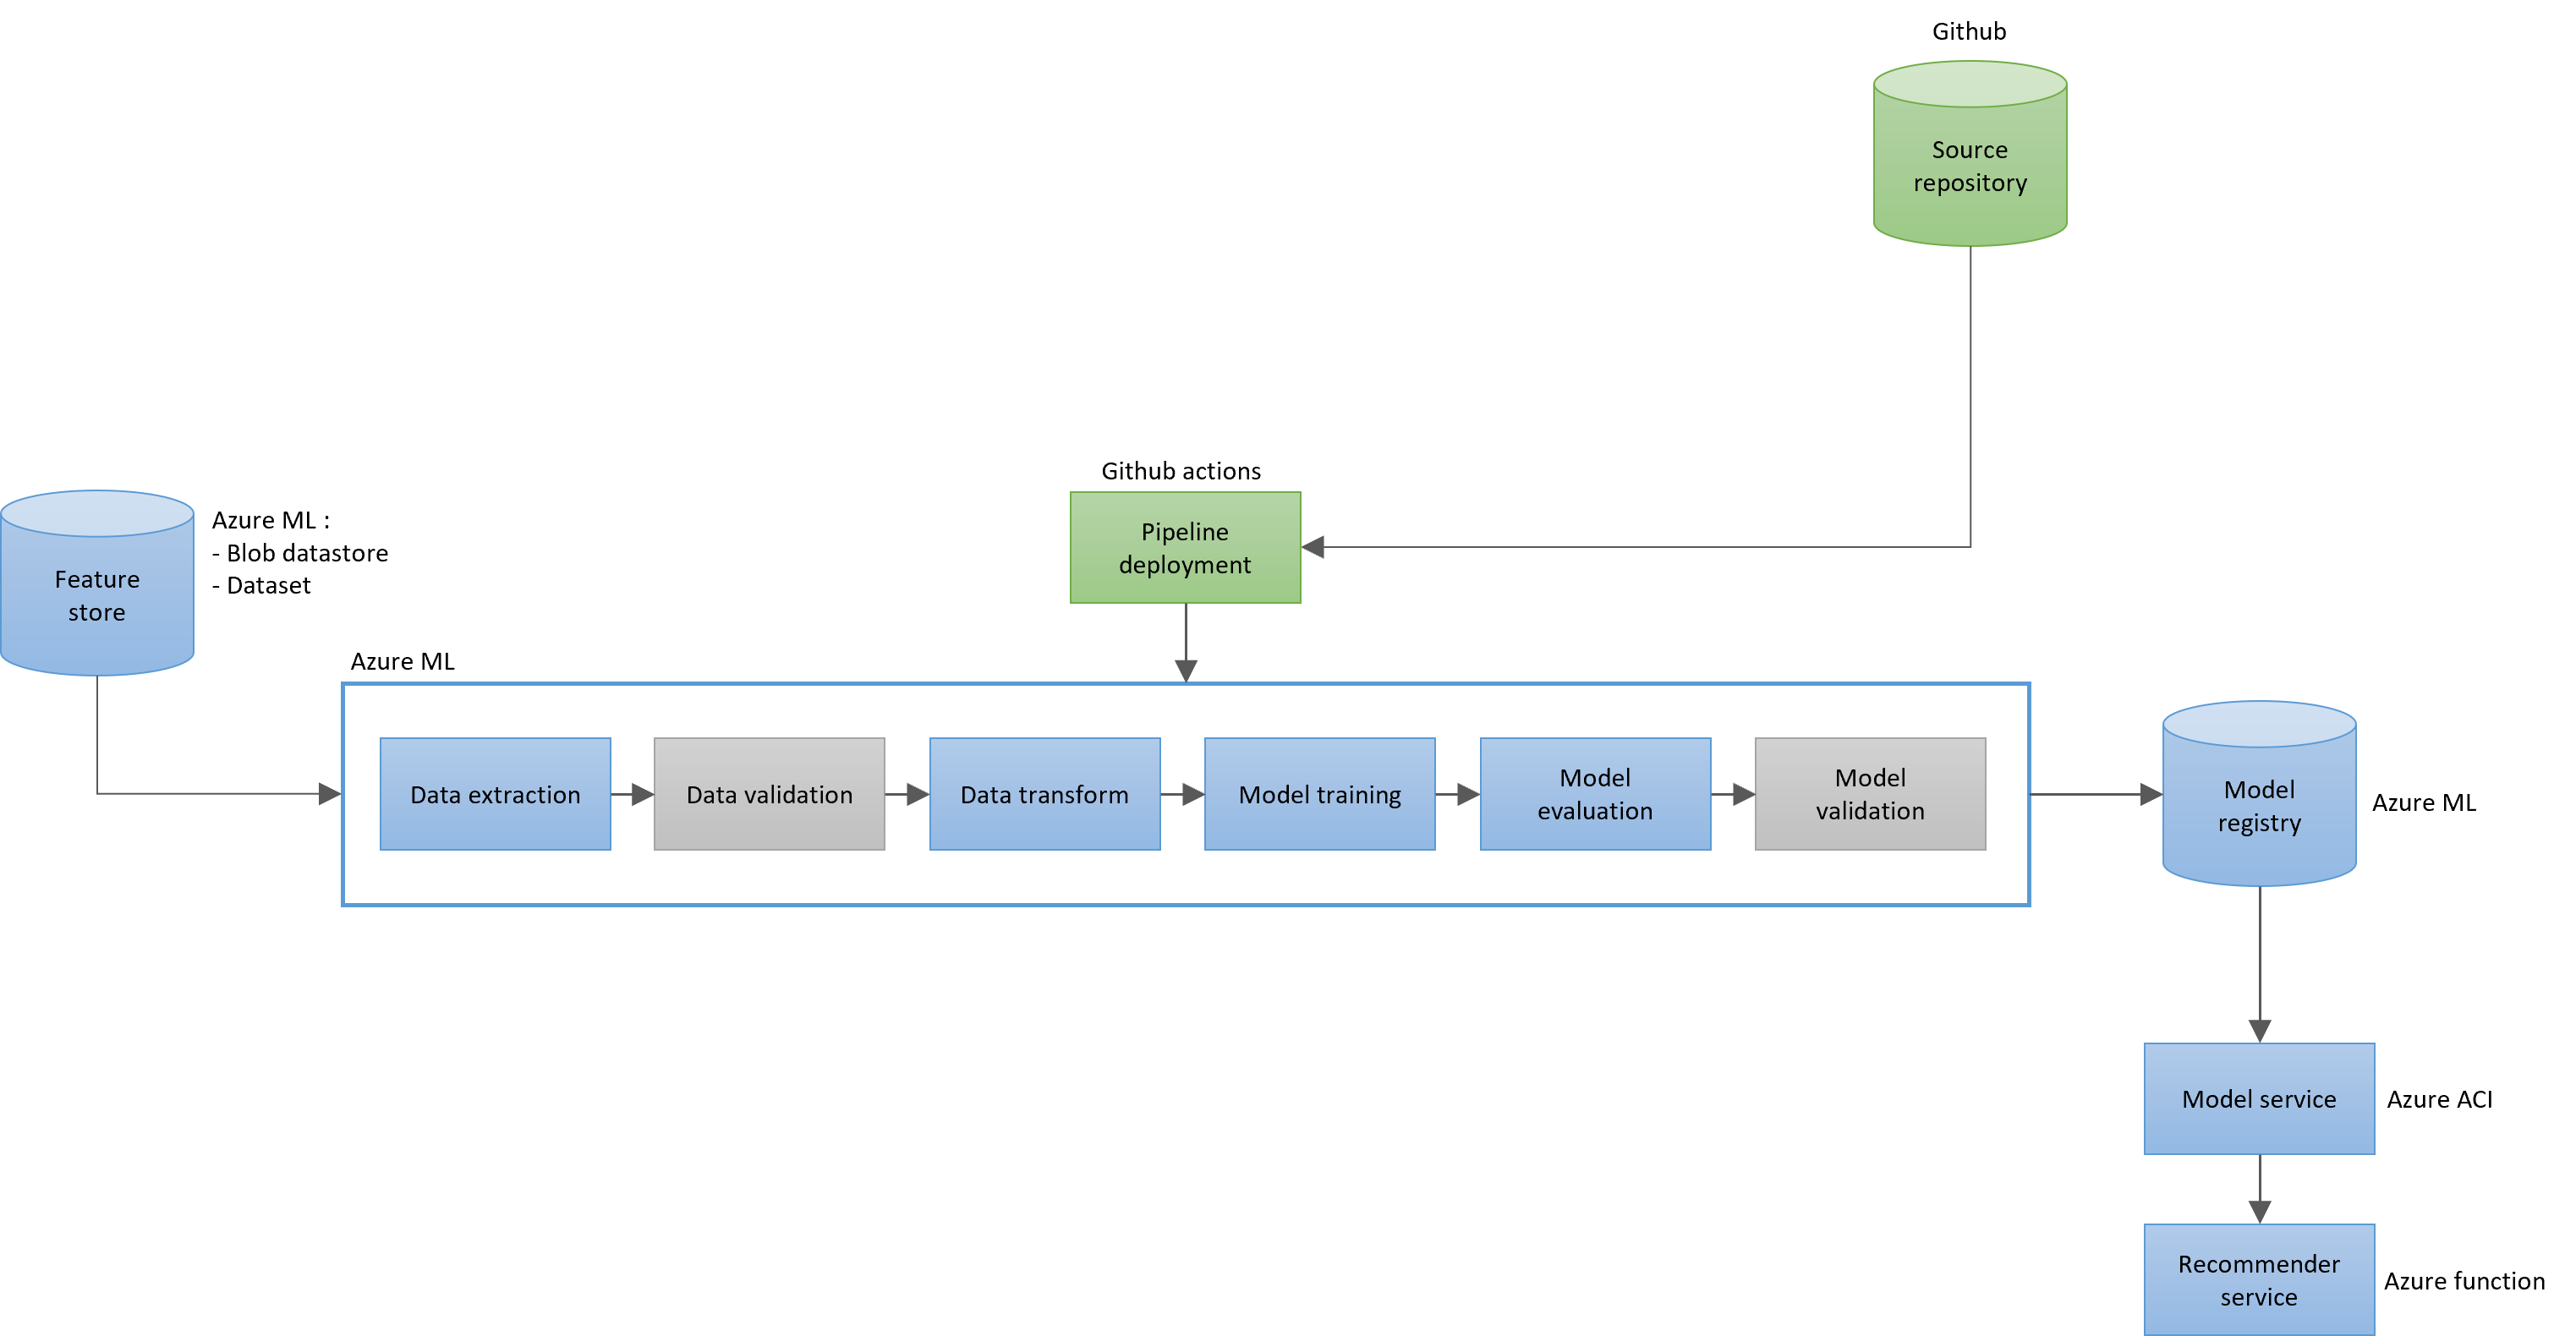 Github
Source
repository
Github actions
Pipeline
deployment
Feature
store
Azure ML :
- Blob datastore
- Dataset
Azure ML
Data extraction
Data validation
Data transform
Model training
Model
evaluation
Model
validation
Model
registry
Azure ML
Model service
Azure ACI
Recommender
service
Azure function